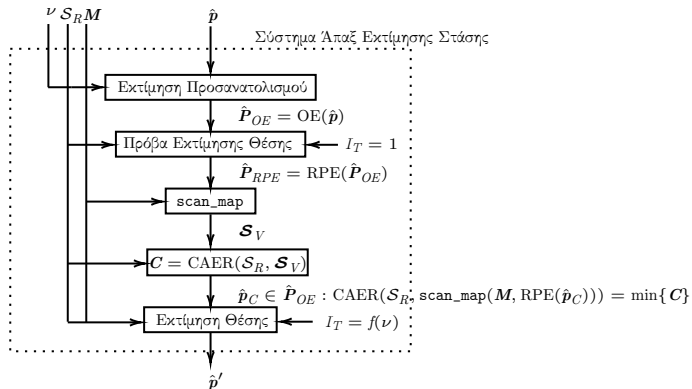 ν 𝒮_R M p̂
Σύστημα Άπαξ Εκτίμησης Στάσης
Εκτίμηση Προσανατολισμού
P̂_OE = OE(p̂)
Πρόβα Εκτίμησης Θέσης I_T = 1
P̂_RPE = RPE(P̂_OE)
scan_map
𝓢_V
C = CAER(𝒮_R, 𝓢_V)
p̂_C ∈ P̂_OE : CAER(𝒮_R, scan_map(M, RPE(p̂_C))) = min{C}
Εκτίμηση Θέσης I_T = f(ν)
p̂′